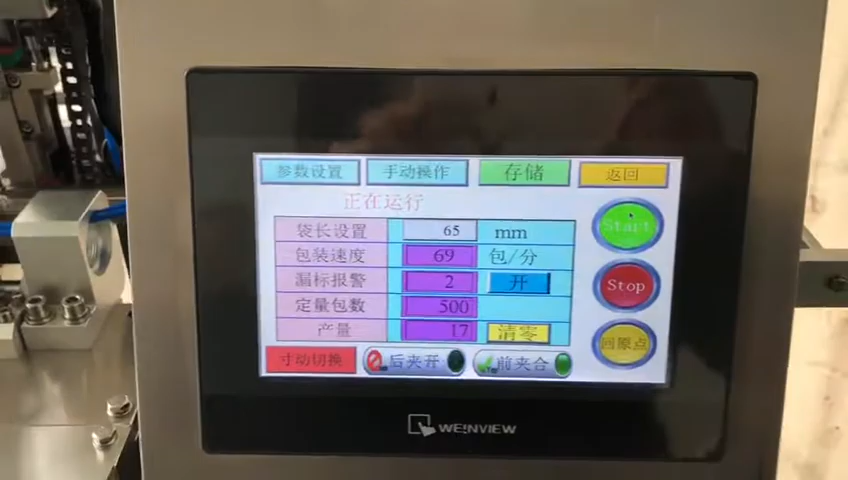 参数设置 手动操作 存储 返回
正在运行
袋长设置 65 mm Start
包装速度 69 包/分
漏标报警 2 开 Stop
定量包数 500
产量 17 清零 回原点
寸动切换 后夹开 前夹合
WEINVIEW